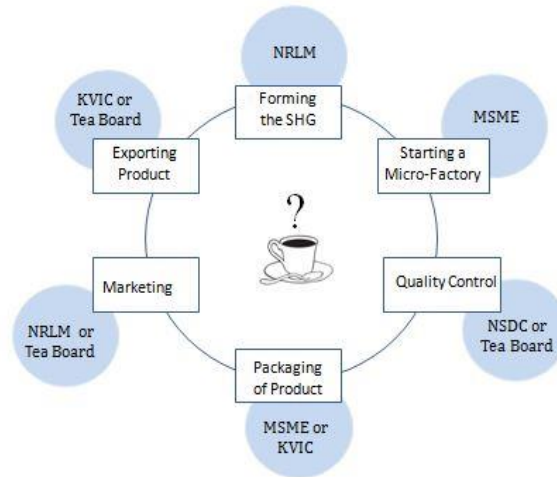 NRLM
Forming
the SHG
MSME
Starting a
Micro-Factory
Quality Control
NSDC or
Tea Board
Packaging
of Product
MSME or
KVIC
Marketing
NRLM or
Tea Board
KVIC or
Tea Board
Exporting
Product
?